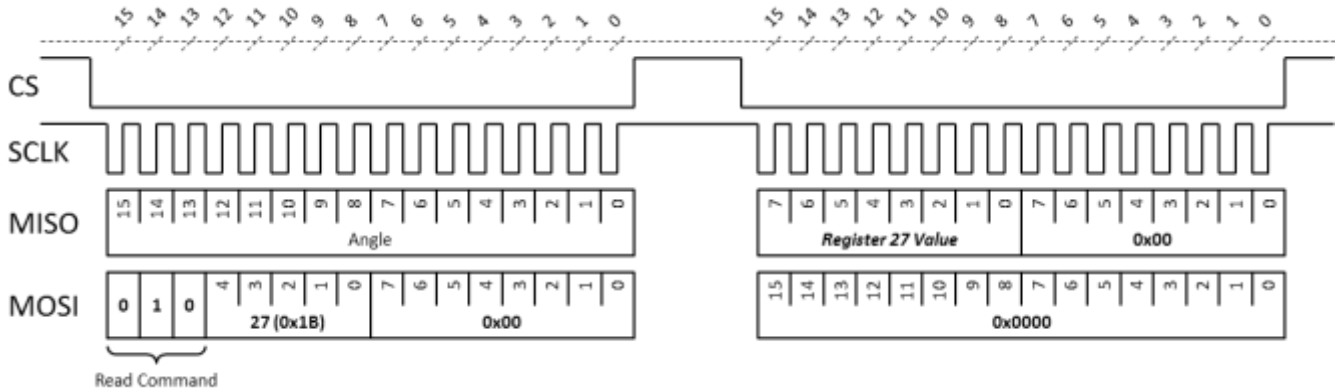 15 14 13 12 11 10 9 8 7 6 5 4 3 2 1 0 15 14 13 12 11 10 9 8 7 6 5 4 3 2 1 0
CS
SCLK
MISO 15 14 13 12 11 10 9 8 7 6 5 4 3 2 1 0 7 6 5 4 3 2 1 0 7 6 5 4 3 2 1 0
Angle Register 27 Value 0x00
MOSI 0 1 0 4 3 2 1 0 7 6 5 4 3 2 1 0 15 14 13 12 11 10 9 8 7 6 5 4 3 2 1 0
27 (0x1B) 0x00 0x0000
Read Command